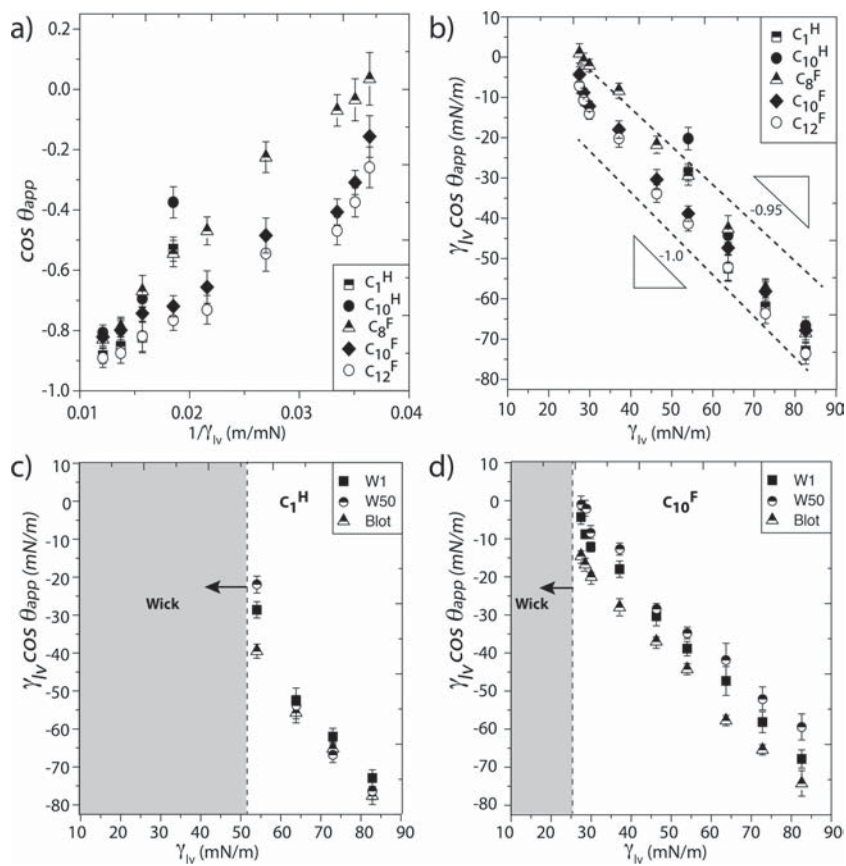 a)
cos θapp
0.2
0.0
-0.2
-0.4
-0.6
-0.8
-1.0
0.01
0.02
0.03
0.04
1/γlv (m/mN)
C1H
C10H
C8F
C10F
C12F
b)
γlv cos θapp (mN/m)
10
0
-10
-20
-30
-40
-50
-60
-70
-80
10 20 30 40 50 60 70 80 90
γlv (mN/m)
C1H
C10H
C8F
C10F
C12F
-0.95
-1.0
c)
γlv cos θapp (mN/m)
10
0
-10
-20
-30
-40
-50
-60
-70
-80
10 20 30 40 50 60 70 80 90
γlv (mN/m)
Wick
C1H
W1
W50
Blot
d)
γlv cos θapp (mN/m)
10
0
-10
-20
-30
-40
-50
-60
-70
-80
10 20 30 40 50 60 70 80 90
γlv (mN/m)
Wick
C10F
W1
W50
Blot